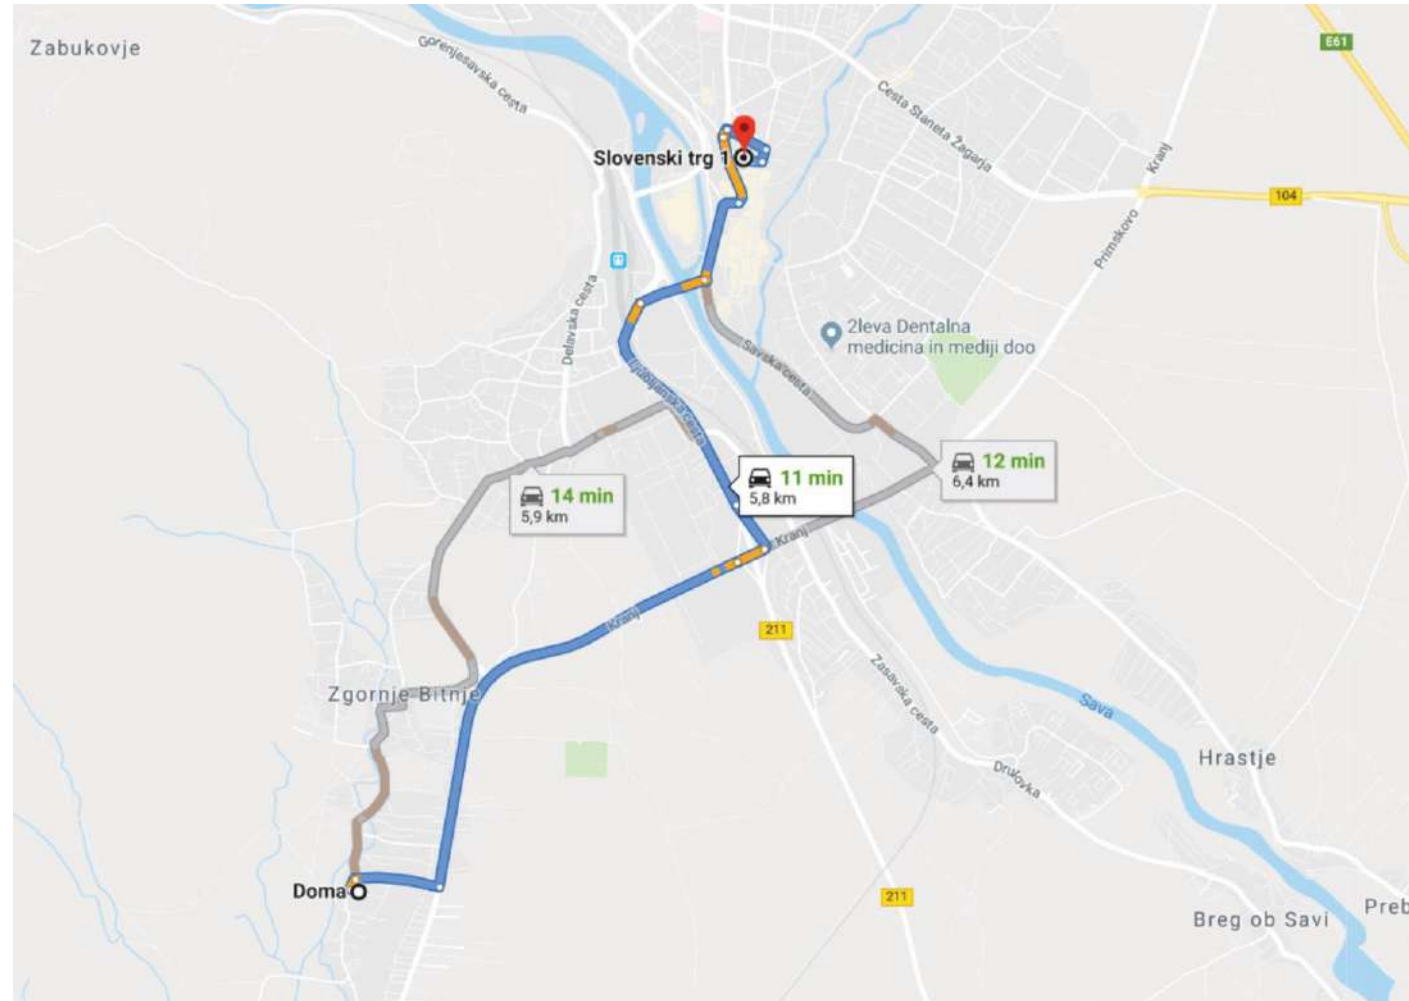 Zabukovje
Gorenjesavska cesta
E61
Cesta Staneta Žagarja
Kranj
Slovenski trg 1
104
Primskovo
Delavska cesta
2leva Dentalna
medicina in mediji doo
Savska cesta
Ljubljanska cesta
12 min
6,4 km
11 min
5,8 km
14 min
5,9 km
Kranj
Kranj
211
Zgornje Bitnje
Zasavska cesta
Sava
Hrastje
Drulovka
Doma
211
Breg ob Savi
Preb